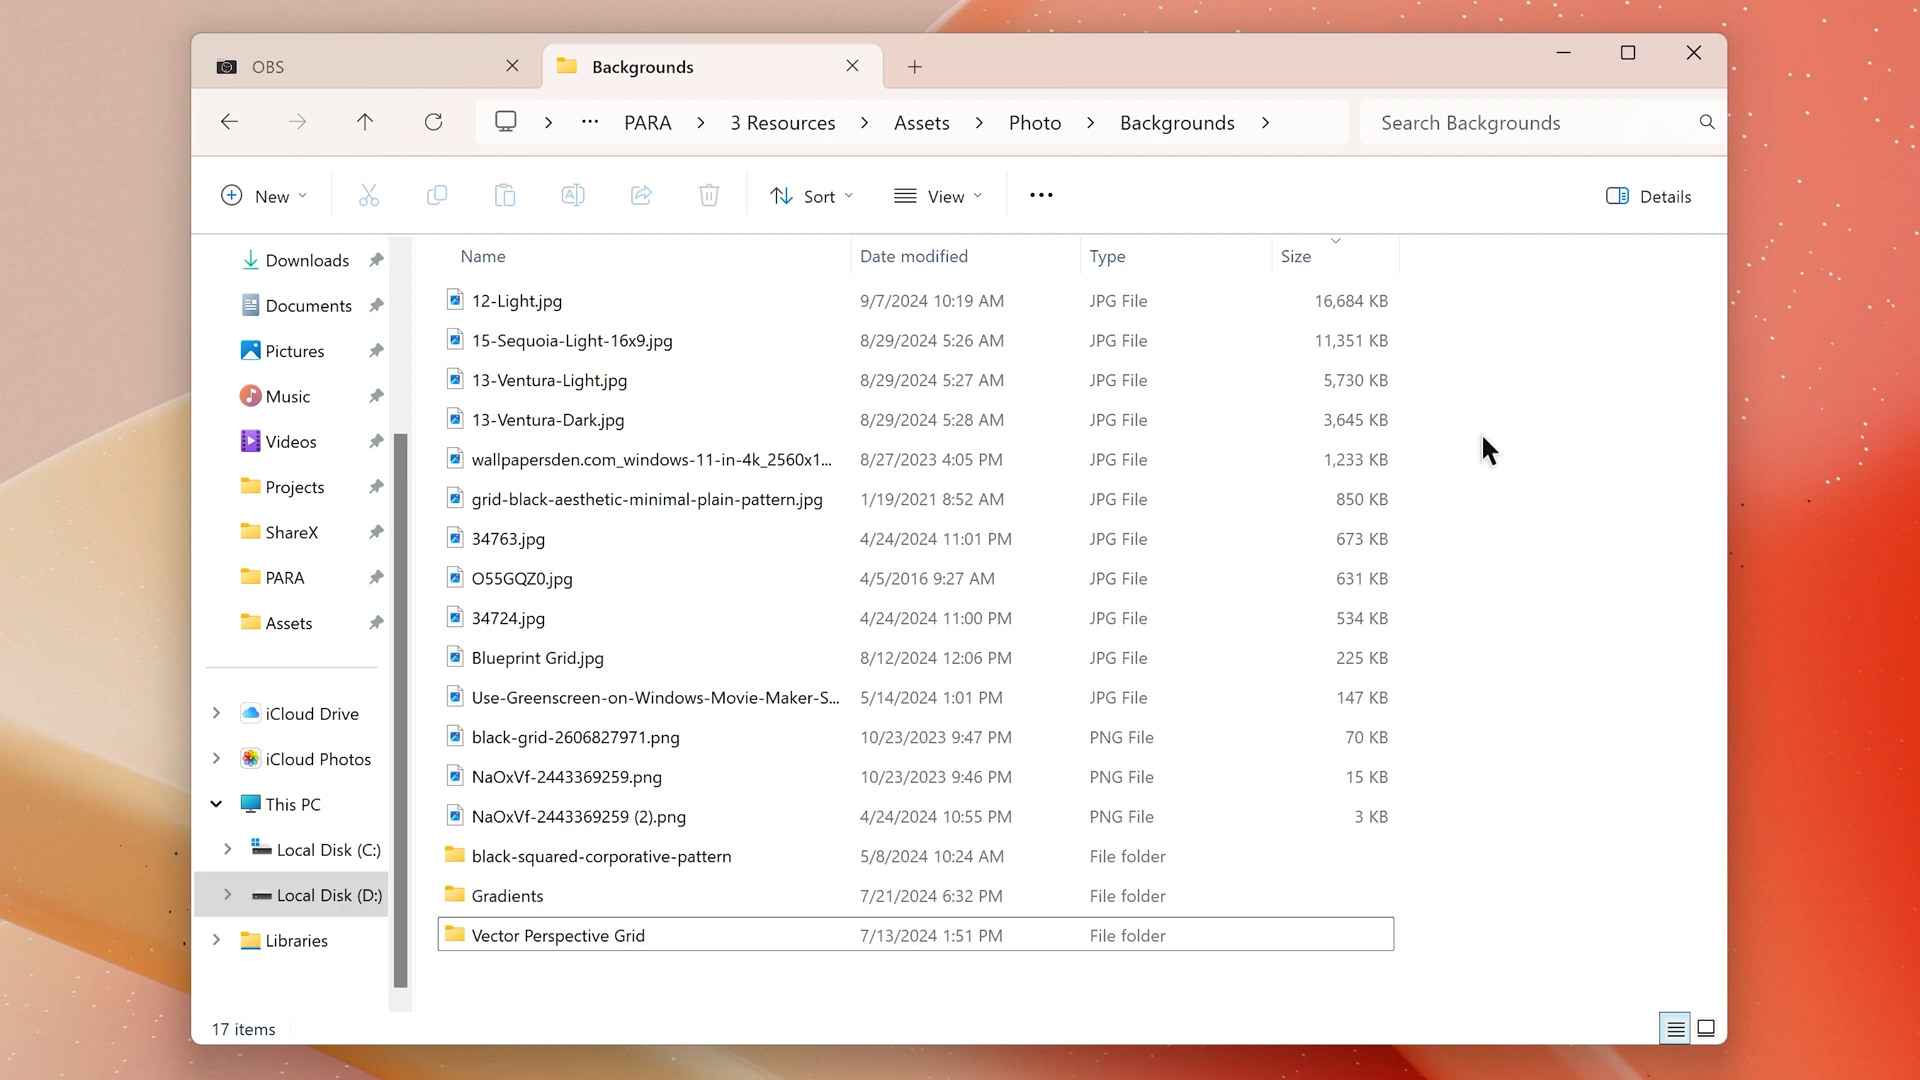 OBS
Backgrounds
PARA > 3 Resources > Assets > Photo > Backgrounds >
Search Backgrounds
New
Sort
View
Details
Downloads
Documents
Pictures
Music
Videos
Projects
ShareX
PARA
Assets
iCloud Drive
iCloud Photos
This PC
Local Disk (C:)
Local Disk (D:)
Libraries
Name Date modified Type Size
12-Light.jpg 9/7/2024 10:19 AM JPG File 16,684 KB
15-Sequoia-Light-16x9.jpg 8/29/2024 5:26 AM JPG File 11,351 KB
13-Ventura-Light.jpg 8/29/2024 5:27 AM JPG File 5,730 KB
13-Ventura-Dark.jpg 8/29/2024 5:28 AM JPG File 3,645 KB
wallpapersden.com_windows-11-in-4k_2560x1... 8/27/2023 4:05 PM JPG File 1,233 KB
grid-black-aesthetic-minimal-plain-pattern.jpg 1/19/2021 8:52 AM JPG File 850 KB
34763.jpg 4/24/2024 11:01 PM JPG File 673 KB
O55GQZ0.jpg 4/5/2016 9:27 AM JPG File 631 KB
34724.jpg 4/24/2024 11:00 PM JPG File 534 KB
Blueprint Grid.jpg 8/12/2024 12:06 PM JPG File 225 KB
Use-Greenscreen-on-Windows-Movie-Maker-S... 5/14/2024 1:01 PM JPG File 147 KB
black-grid-2606827971.png 10/23/2023 9:47 PM PNG File 70 KB
NaOxVf-2443369259.png 10/23/2023 9:46 PM PNG File 15 KB
NaOxVf-2443369259 (2).png 4/24/2024 10:55 PM PNG File 3 KB
black-squared-corporative-pattern 5/8/2024 10:24 AM File folder
Gradients 7/21/2024 6:32 PM File folder
Vector Perspective Grid 7/13/2024 1:51 PM File folder
17 items